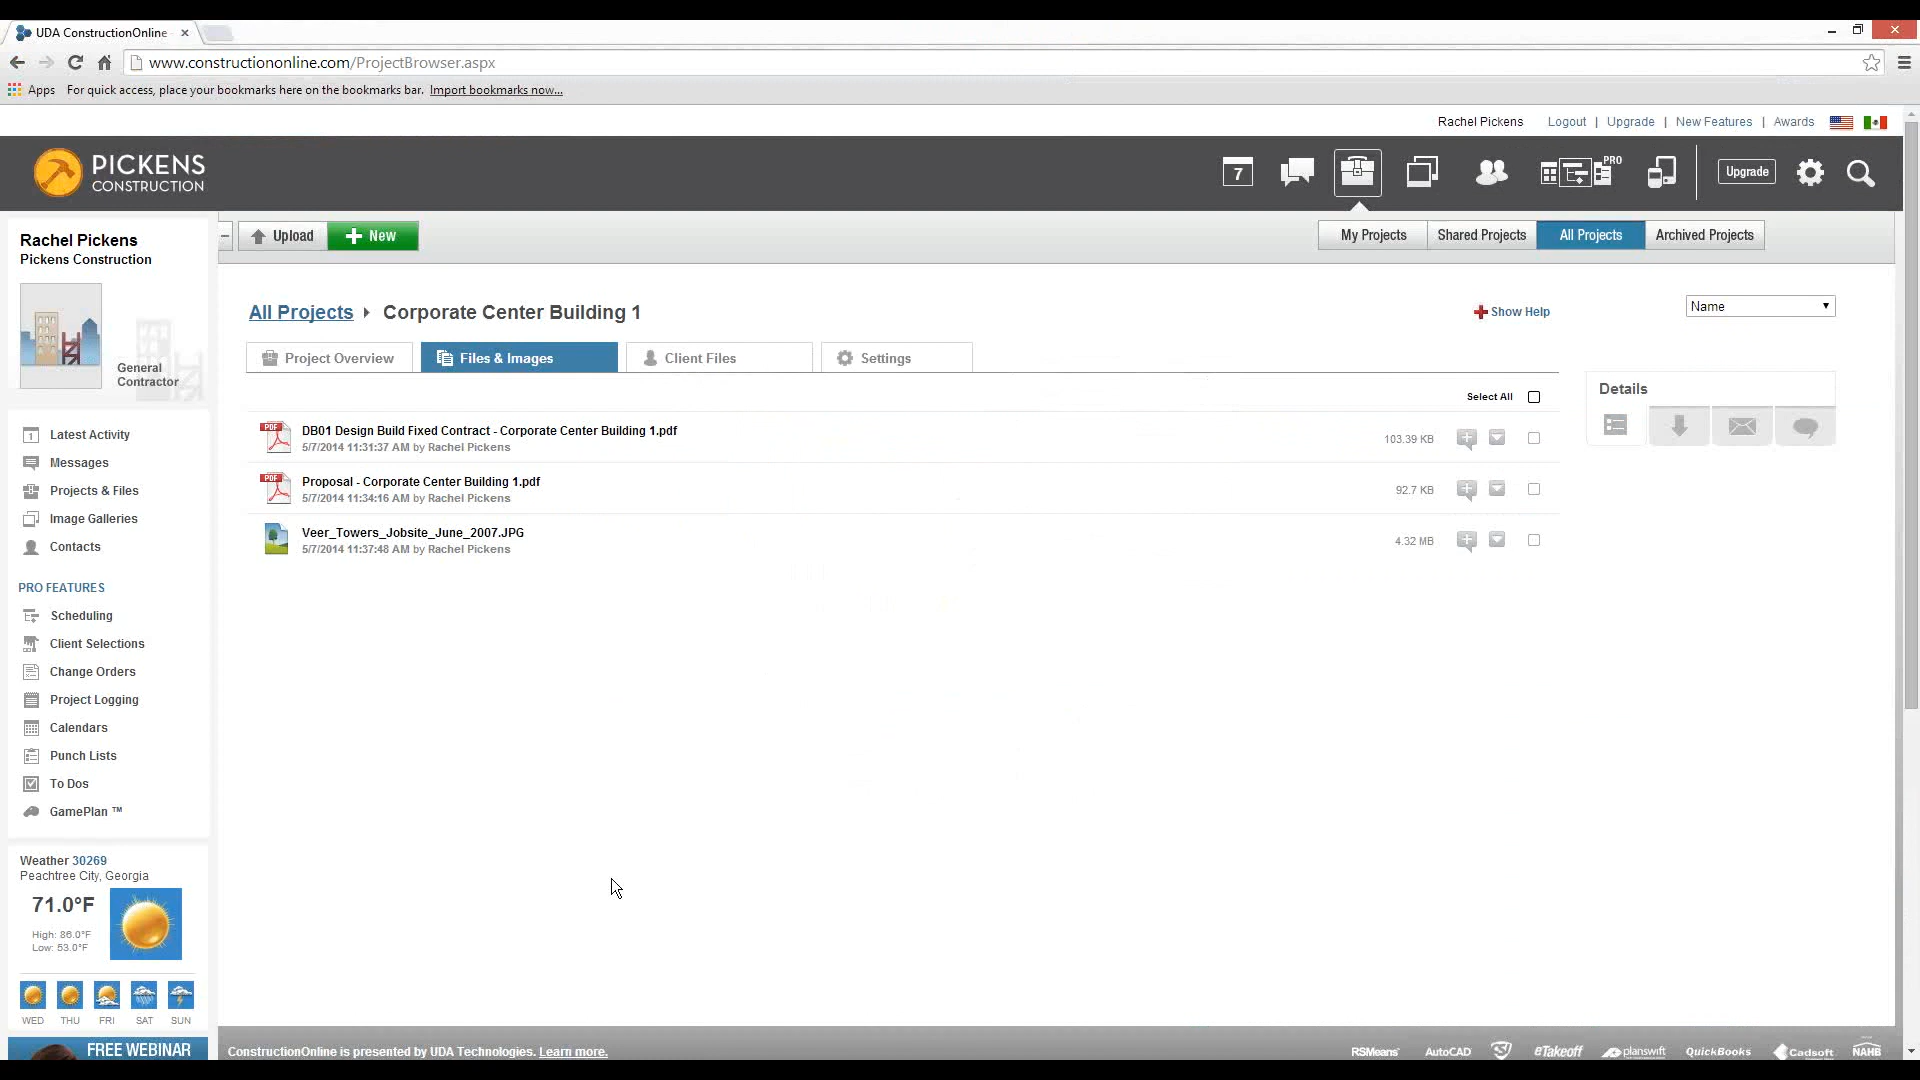 UDA ConstructionOnline
www.constructiononline.com/ProjectBrowser.aspx
Apps For quick access, place your bookmarks here on the bookmarks bar. Import bookmarks now...
Rachel Pickens Logout | Upgrade | New Features | Awards
PICKENS
CONSTRUCTION
7
PRO
Upgrade
Rachel Pickens
Pickens Construction
General
Contractor
Upload
New
My Projects
Shared Projects
All Projects
Archived Projects
All Projects Corporate Center Building 1
Show Help
Name
Project Overview
Files & Images
Client Files
Settings
Select All
Details
DB01 Design Build Fixed Contract - Corporate Center Building 1.pdf
5/7/2014 11:31:37 AM by Rachel Pickens
103.39 KB
Proposal - Corporate Center Building 1.pdf
5/7/2014 11:34:16 AM by Rachel Pickens
92.7 KB
Veer_Towers_Jobsite_June_2007.JPG
5/7/2014 11:37:48 AM by Rachel Pickens
4.32 MB
PDF
PDF
1 Latest Activity
Messages
Projects & Files
Image Galleries
Contacts
PRO FEATURES
Scheduling
Client Selections
Change Orders
Project Logging
Calendars
Punch Lists
To Dos
GamePlan ™
Weather 30269
Peachtree City, Georgia
71.0°F
High: 86.0°F
Low: 53.0°F
WED THU FRI SAT SUN
FREE WEBINAR
ConstructionOnline is presented by UDA Technologies. Learn more.
RSMeans AutoCAD eTakeoff planswift QuickBooks Cadsoft NAHB